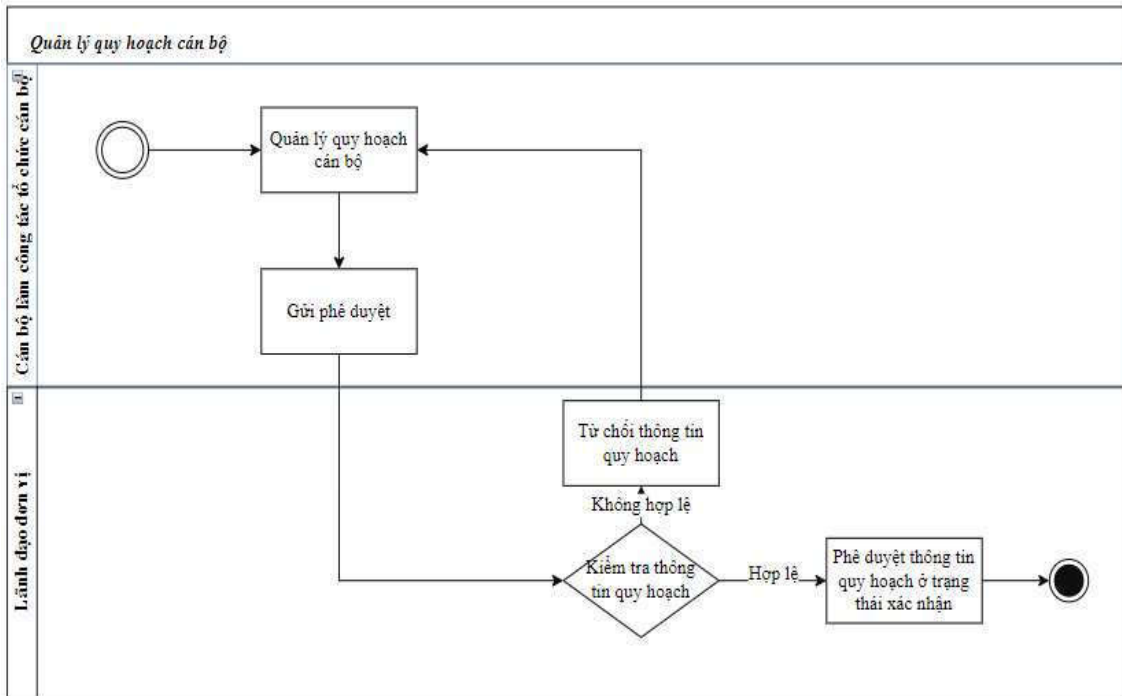 Quản lý quy hoạch cán bộ
Cán bộ làm công tác tổ chức cán bộ
Quản lý quy hoạch
cán bộ
Gửi phê duyệt
Lãnh đạo đơn vị
Từ chối thông tin
quy hoạch
Không hợp lệ
Kiểm tra thông
tin quy hoạch
Hợp lệ
Phê duyệt thông tin
quy hoạch ở trạng
thái xác nhận